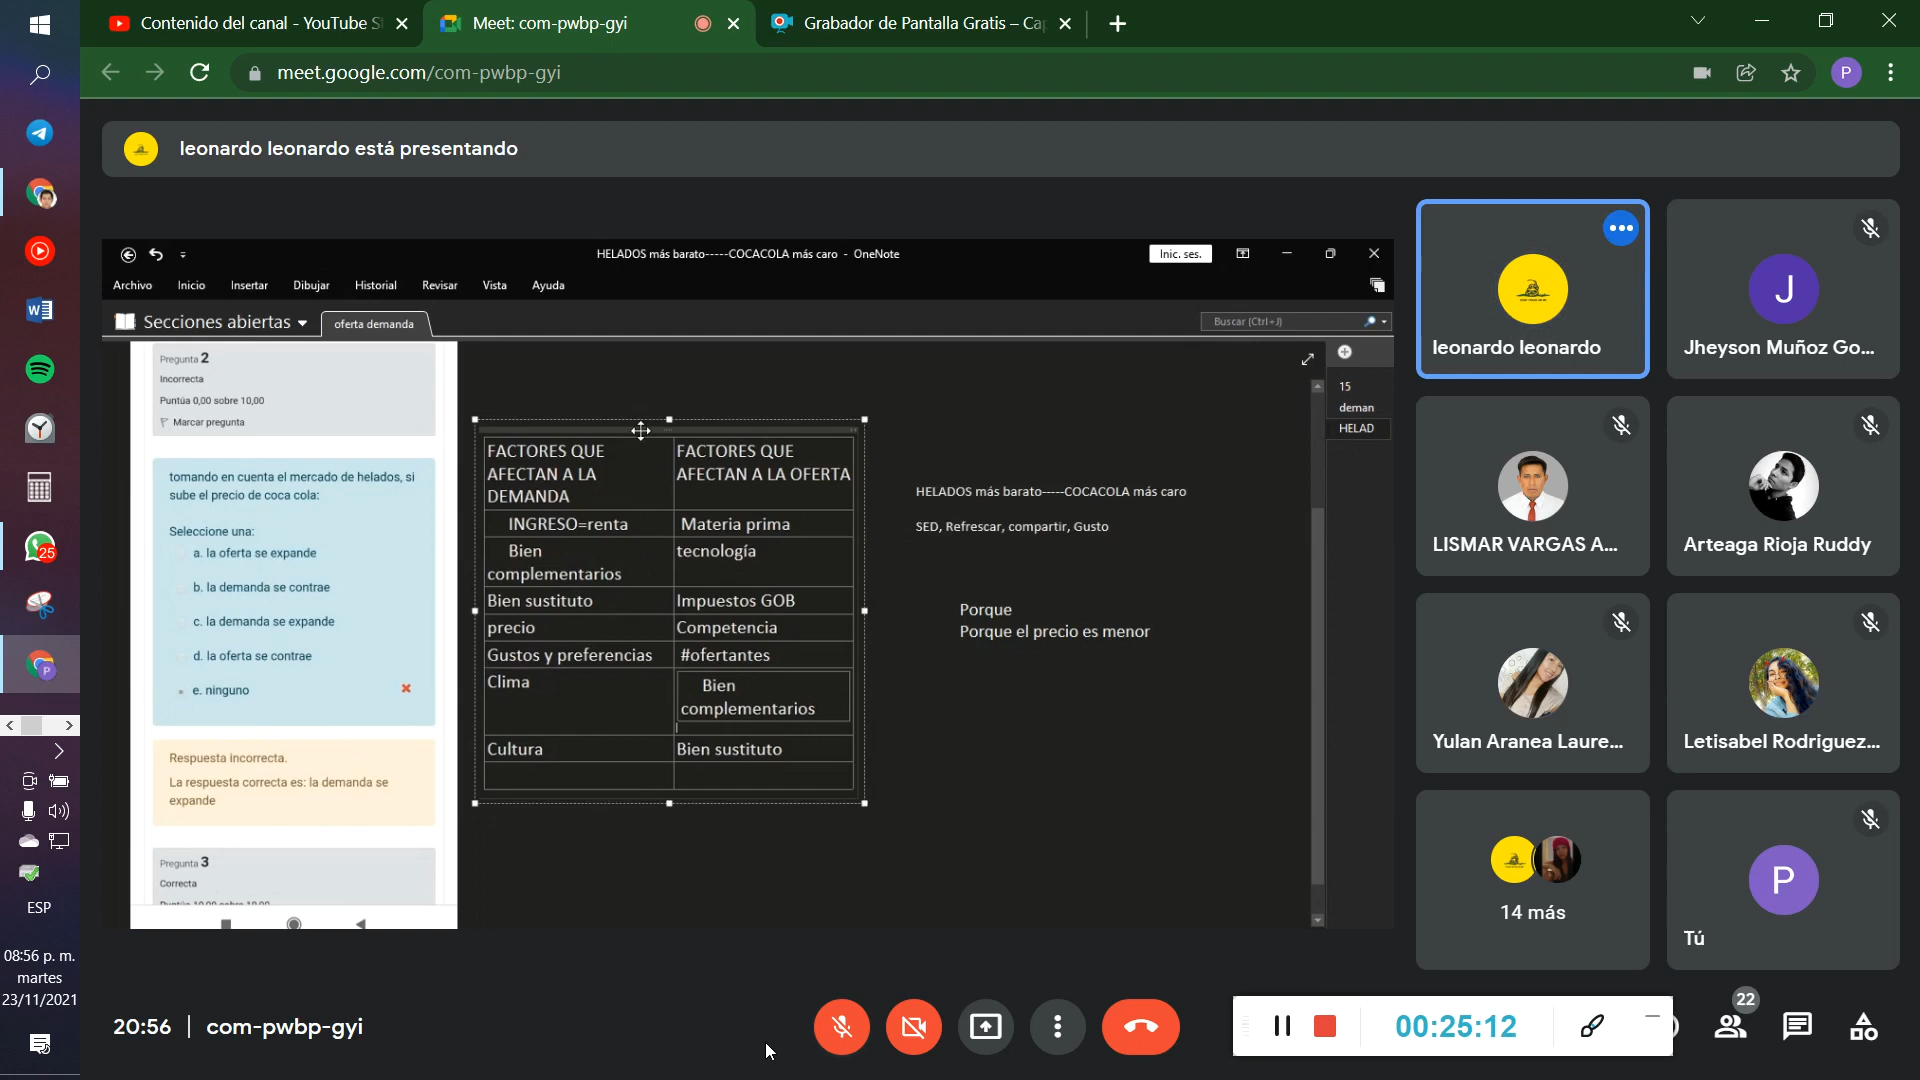 Contenido del canal - YouTube S
Meet: com-pwbp-gyi
Grabador de Pantalla Gratis – Ca
meet.google.com/com-pwbp-gyi
P
leonardo leonardo está presentando
HELADOS más barato-----COCACOLA más caro - OneNote
Inic. ses.
Archivo
Inicio
Insertar
Dibujar
Historial
Revisar
Vista
Ayuda
Secciones abiertas
oferta demanda
Buscar (Ctrl+J)
15
deman
HELAD
Pregunta 2
Incorrecta
Puntúa 0,00 sobre 10,00
Marcar pregunta
tomando en cuenta el mercado de helados, si
sube el precio de coca cola:
Seleccione una:
a. la oferta se expande
b. la demanda se contrae
c. la demanda se expande
d. la oferta se contrae
e. ninguno
Respuesta incorrecta.
La respuesta correcta es: la demanda se
expande
Pregunta 3
Correcta
FACTORES QUE
AFECTAN A LA
DEMANDA
FACTORES QUE
AFECTAN A LA OFERTA
INGRESO=renta
Materia prima
Bien
complementarios
tecnología
Bien sustituto
Impuestos GOB
precio
Competencia
Gustos y preferencias
#ofertantes
Clima
Bien
complementarios
Cultura
Bien sustituto
HELADOS más barato-----COCACOLA más caro
SED, Refrescar, compartir, Gusto
Porque
Porque el precio es menor
leonardo leonardo
J
Jheyson Muñoz Go...
LISMAR VARGAS A...
Arteaga Rioja Ruddy
Yulan Aranea Laure...
Letisabel Rodriguez...
14 más
P
Tú
25
P
ESP
08:56 p. m.
martes
23/11/2021
20:56
com-pwbp-gyi
00:25:12
22